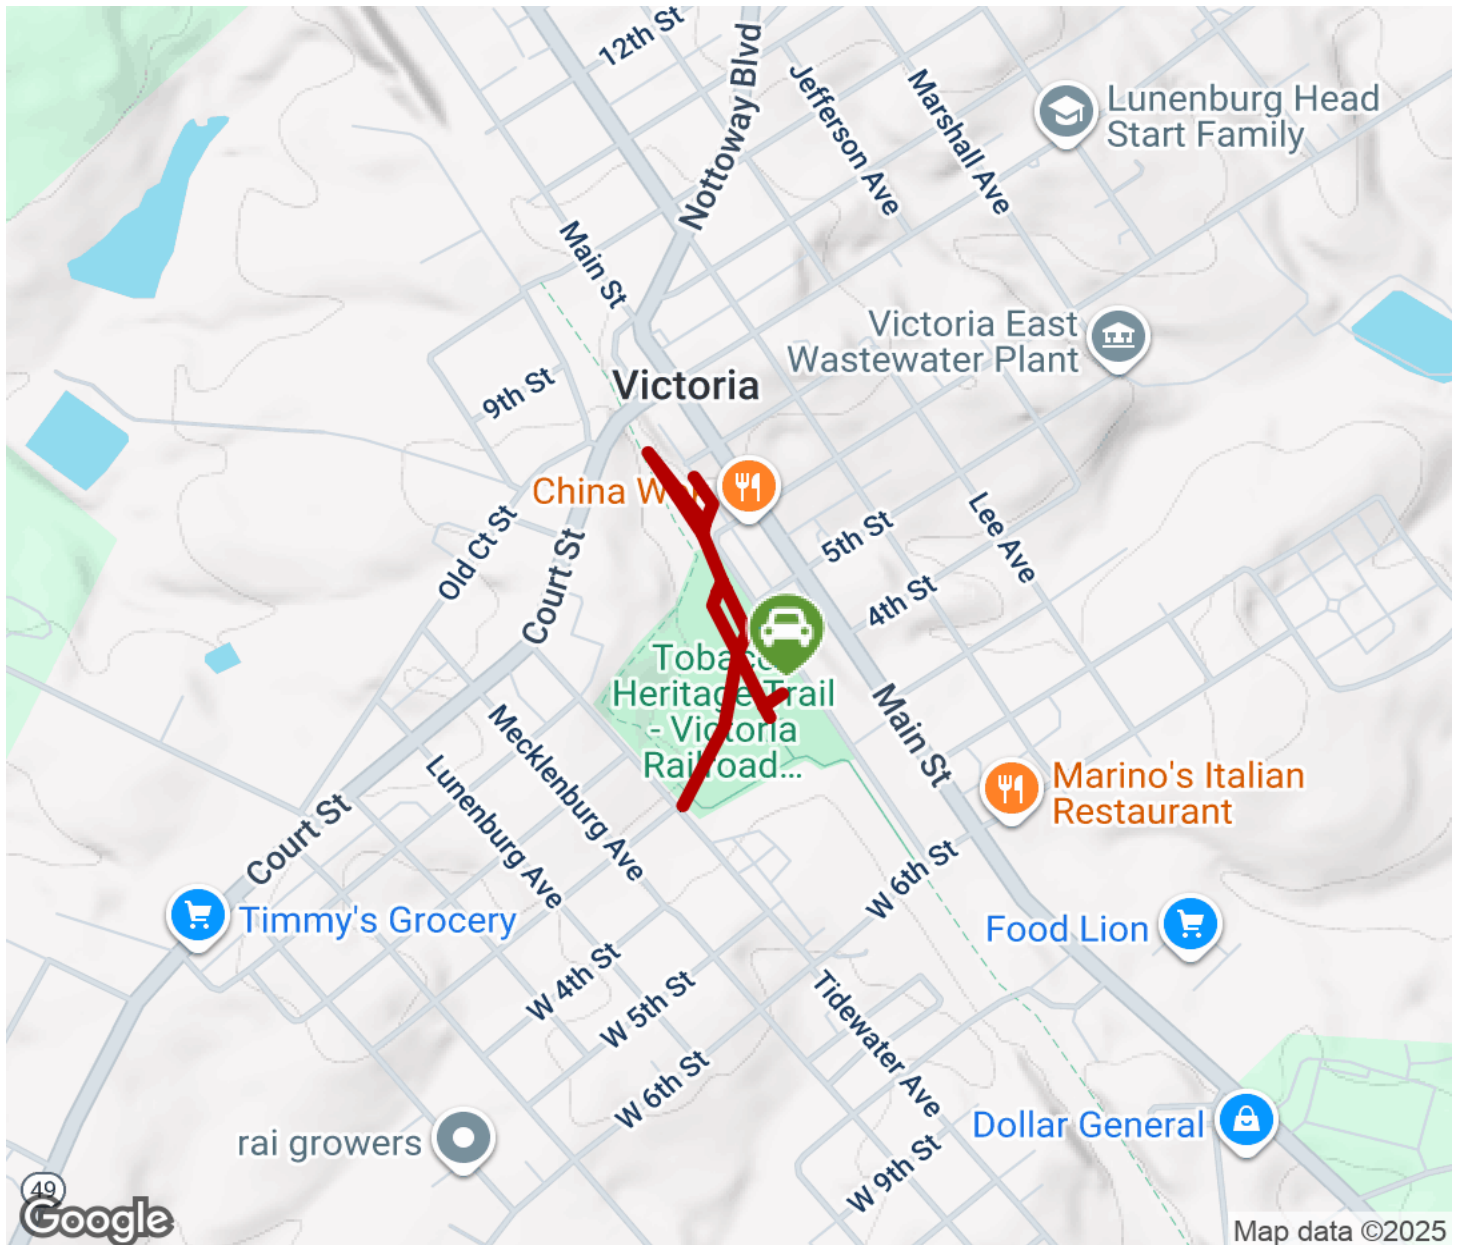 12th St
Nottoway Blvd
Jefferson Ave
Marshall Ave
Lunenburg Head
Start Family
Main St
Victoria East
Wastewater Plant
9th St
Victoria
China W
Old Ct St
Court St
5th St
Lee Ave
4th St
Tobacco
Heritage Trail
- Victoria
Railroad...
Main St
Mecklenburg Ave
Lunenburg Ave
Marino's Italian
Restaurant
Court St
W 6th St
Timmy's Grocery
Food Lion
W 4th St
W 5th St
Tidewater Ave
W 6th St
Dollar General
rai growers
W 9th St
49
Google
Map data ©2025